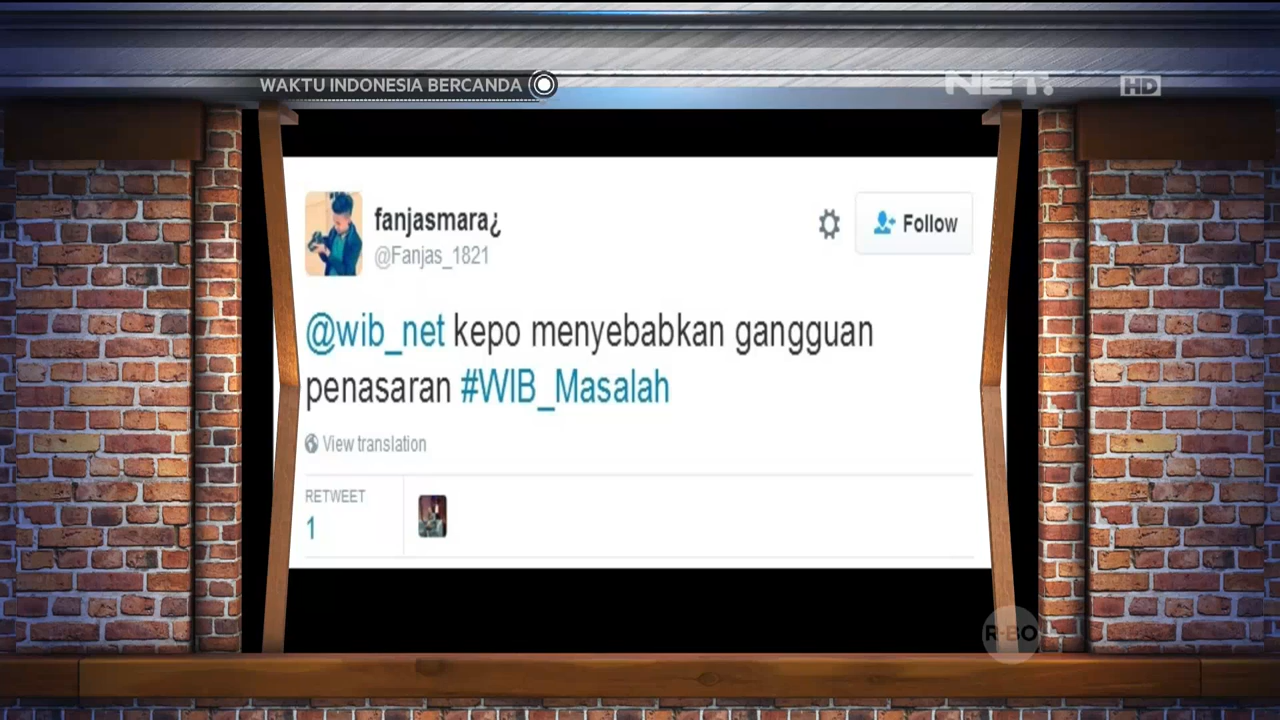 WAKTU INDONESIA BERCANDA
NET.
HD
fanjasmara¿
@Fanjas_1821
Follow
@wib_net kepo menyebabkan gangguan
penasaran #WIB_Masalah
View translation
RETWEET
1
R-BO